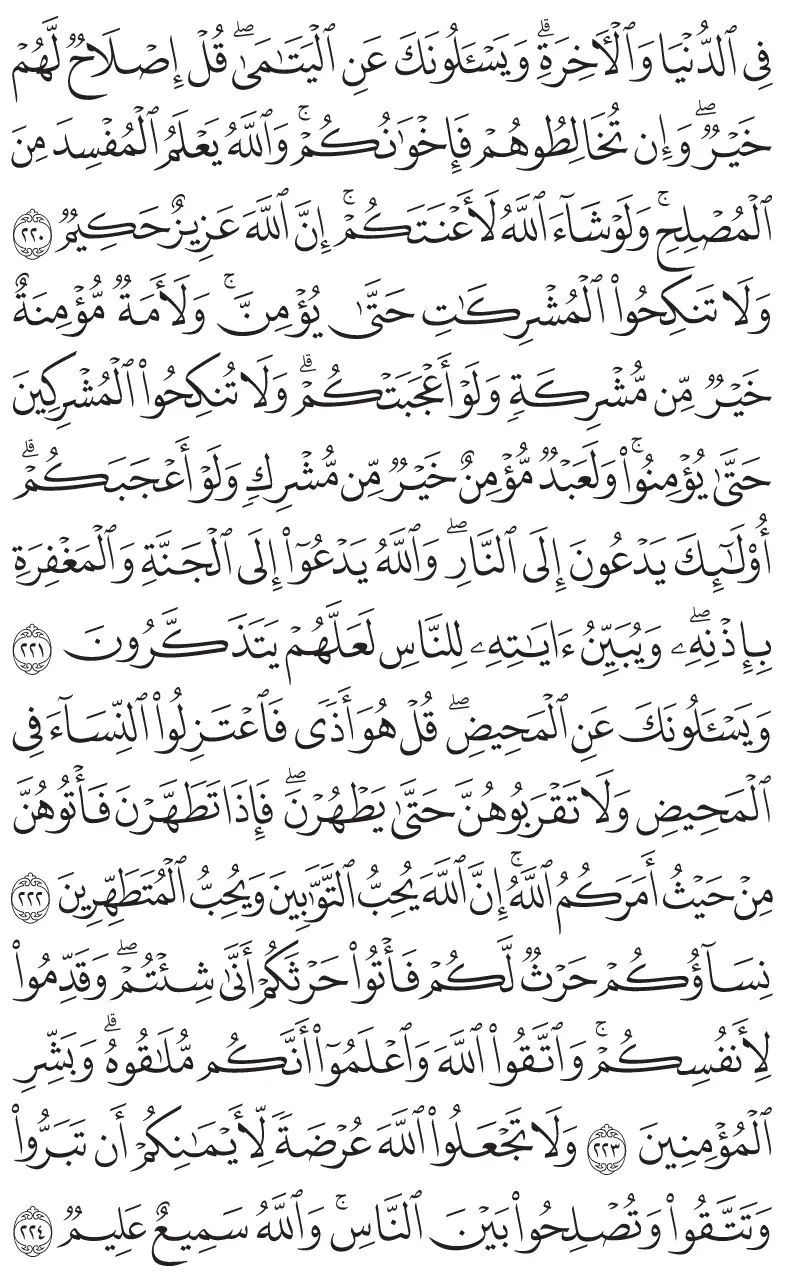 فِي ٱلدُّنۡيَا وَٱلۡأٓخِرَةِۗ وَيَسۡـَٔلُونَكَ عَنِ ٱلۡيَتَٰمَىٰۖ قُلۡ إِصۡلَاحٞ لَّهُمۡ
خَيۡرٞۖ وَإِن تُخَالِطُوهُمۡ فَإِخۡوَٰنُكُمۡۚ وَٱللَّهُ يَعۡلَمُ ٱلۡمُفۡسِدَ مِنَ
ٱلۡمُصۡلِحِۚ وَلَوۡ شَآءَ ٱللَّهُ لَأَعۡنَتَكُمۡۚ إِنَّ ٱللَّهَ عَزِيزٌ حَكِيمٞ ٢٢٠
وَلَا تَنكِحُواْ ٱلۡمُشۡرِكَٰتِ حَتَّىٰ يُؤۡمِنَّۚ وَلَأَمَةٞ مُّؤۡمِنَةٌ
خَيۡرٞ مِّن مُّشۡرِكَةٖ وَلَوۡ أَعۡجَبَتۡكُمۡۗ وَلَا تُنكِحُواْ ٱلۡمُشۡرِكِينَ
حَتَّىٰ يُؤۡمِنُواْۚ وَلَعَبۡدٞ مُّؤۡمِنٌ خَيۡرٞ مِّن مُّشۡرِكٖ وَلَوۡ أَعۡجَبَكُمۡۗ
أُوْلَٰٓئِكَ يَدۡعُونَ إِلَى ٱلنَّارِۖ وَٱللَّهُ يَدۡعُوٓاْ إِلَى ٱلۡجَنَّةِ وَٱلۡمَغۡفِرَةِ
بِإِذۡنِهِۦۖ وَيُبَيِّنُ ءَايَٰتِهِۦ لِلنَّاسِ لَعَلَّهُمۡ يَتَذَكَّرُونَ ٢٢١
وَيَسۡـَٔلُونَكَ عَنِ ٱلۡمَحِيضِۖ قُلۡ هُوَ أَذٗى فَٱعۡتَزِلُواْ ٱلنِّسَآءَ فِي
ٱلۡمَحِيضِ وَلَا تَقۡرَبُوهُنَّ حَتَّىٰ يَطۡهُرۡنَۖ فَإِذَا تَطَهَّرۡنَ فَأۡتُوهُنَّ
مِنۡ حَيۡثُ أَمَرَكُمُ ٱللَّهُۚ إِنَّ ٱللَّهَ يُحِبُّ ٱلتَّوَّٰبِينَ وَيُحِبُّ ٱلۡمُتَطَهِّرِينَ ٢٢٢
نِسَآؤُكُمۡ حَرۡثٞ لَّكُمۡ فَأۡتُواْ حَرۡثَكُمۡ أَنَّىٰ شِئۡتُمۡۖ وَقَدِّمُواْ
لِأَنفُسِكُمۡۚ وَٱتَّقُواْ ٱللَّهَ وَٱعۡلَمُوٓاْ أَنَّكُم مُّلَٰقُوهُۗ وَبَشِّرِ
ٱلۡمُؤۡمِنِينَ ٢٢٣ وَلَا تَجۡعَلُواْ ٱللَّهَ عُرۡضَةٗ لِّأَيۡمَٰنِكُمۡ أَن تَبَرُّواْ
وَتَتَّقُواْ وَتُصۡلِحُواْ بَيۡنَ ٱلنَّاسِۚ وَٱللَّهُ سَمِيعٌ عَلِيمٞ ٢٢٤